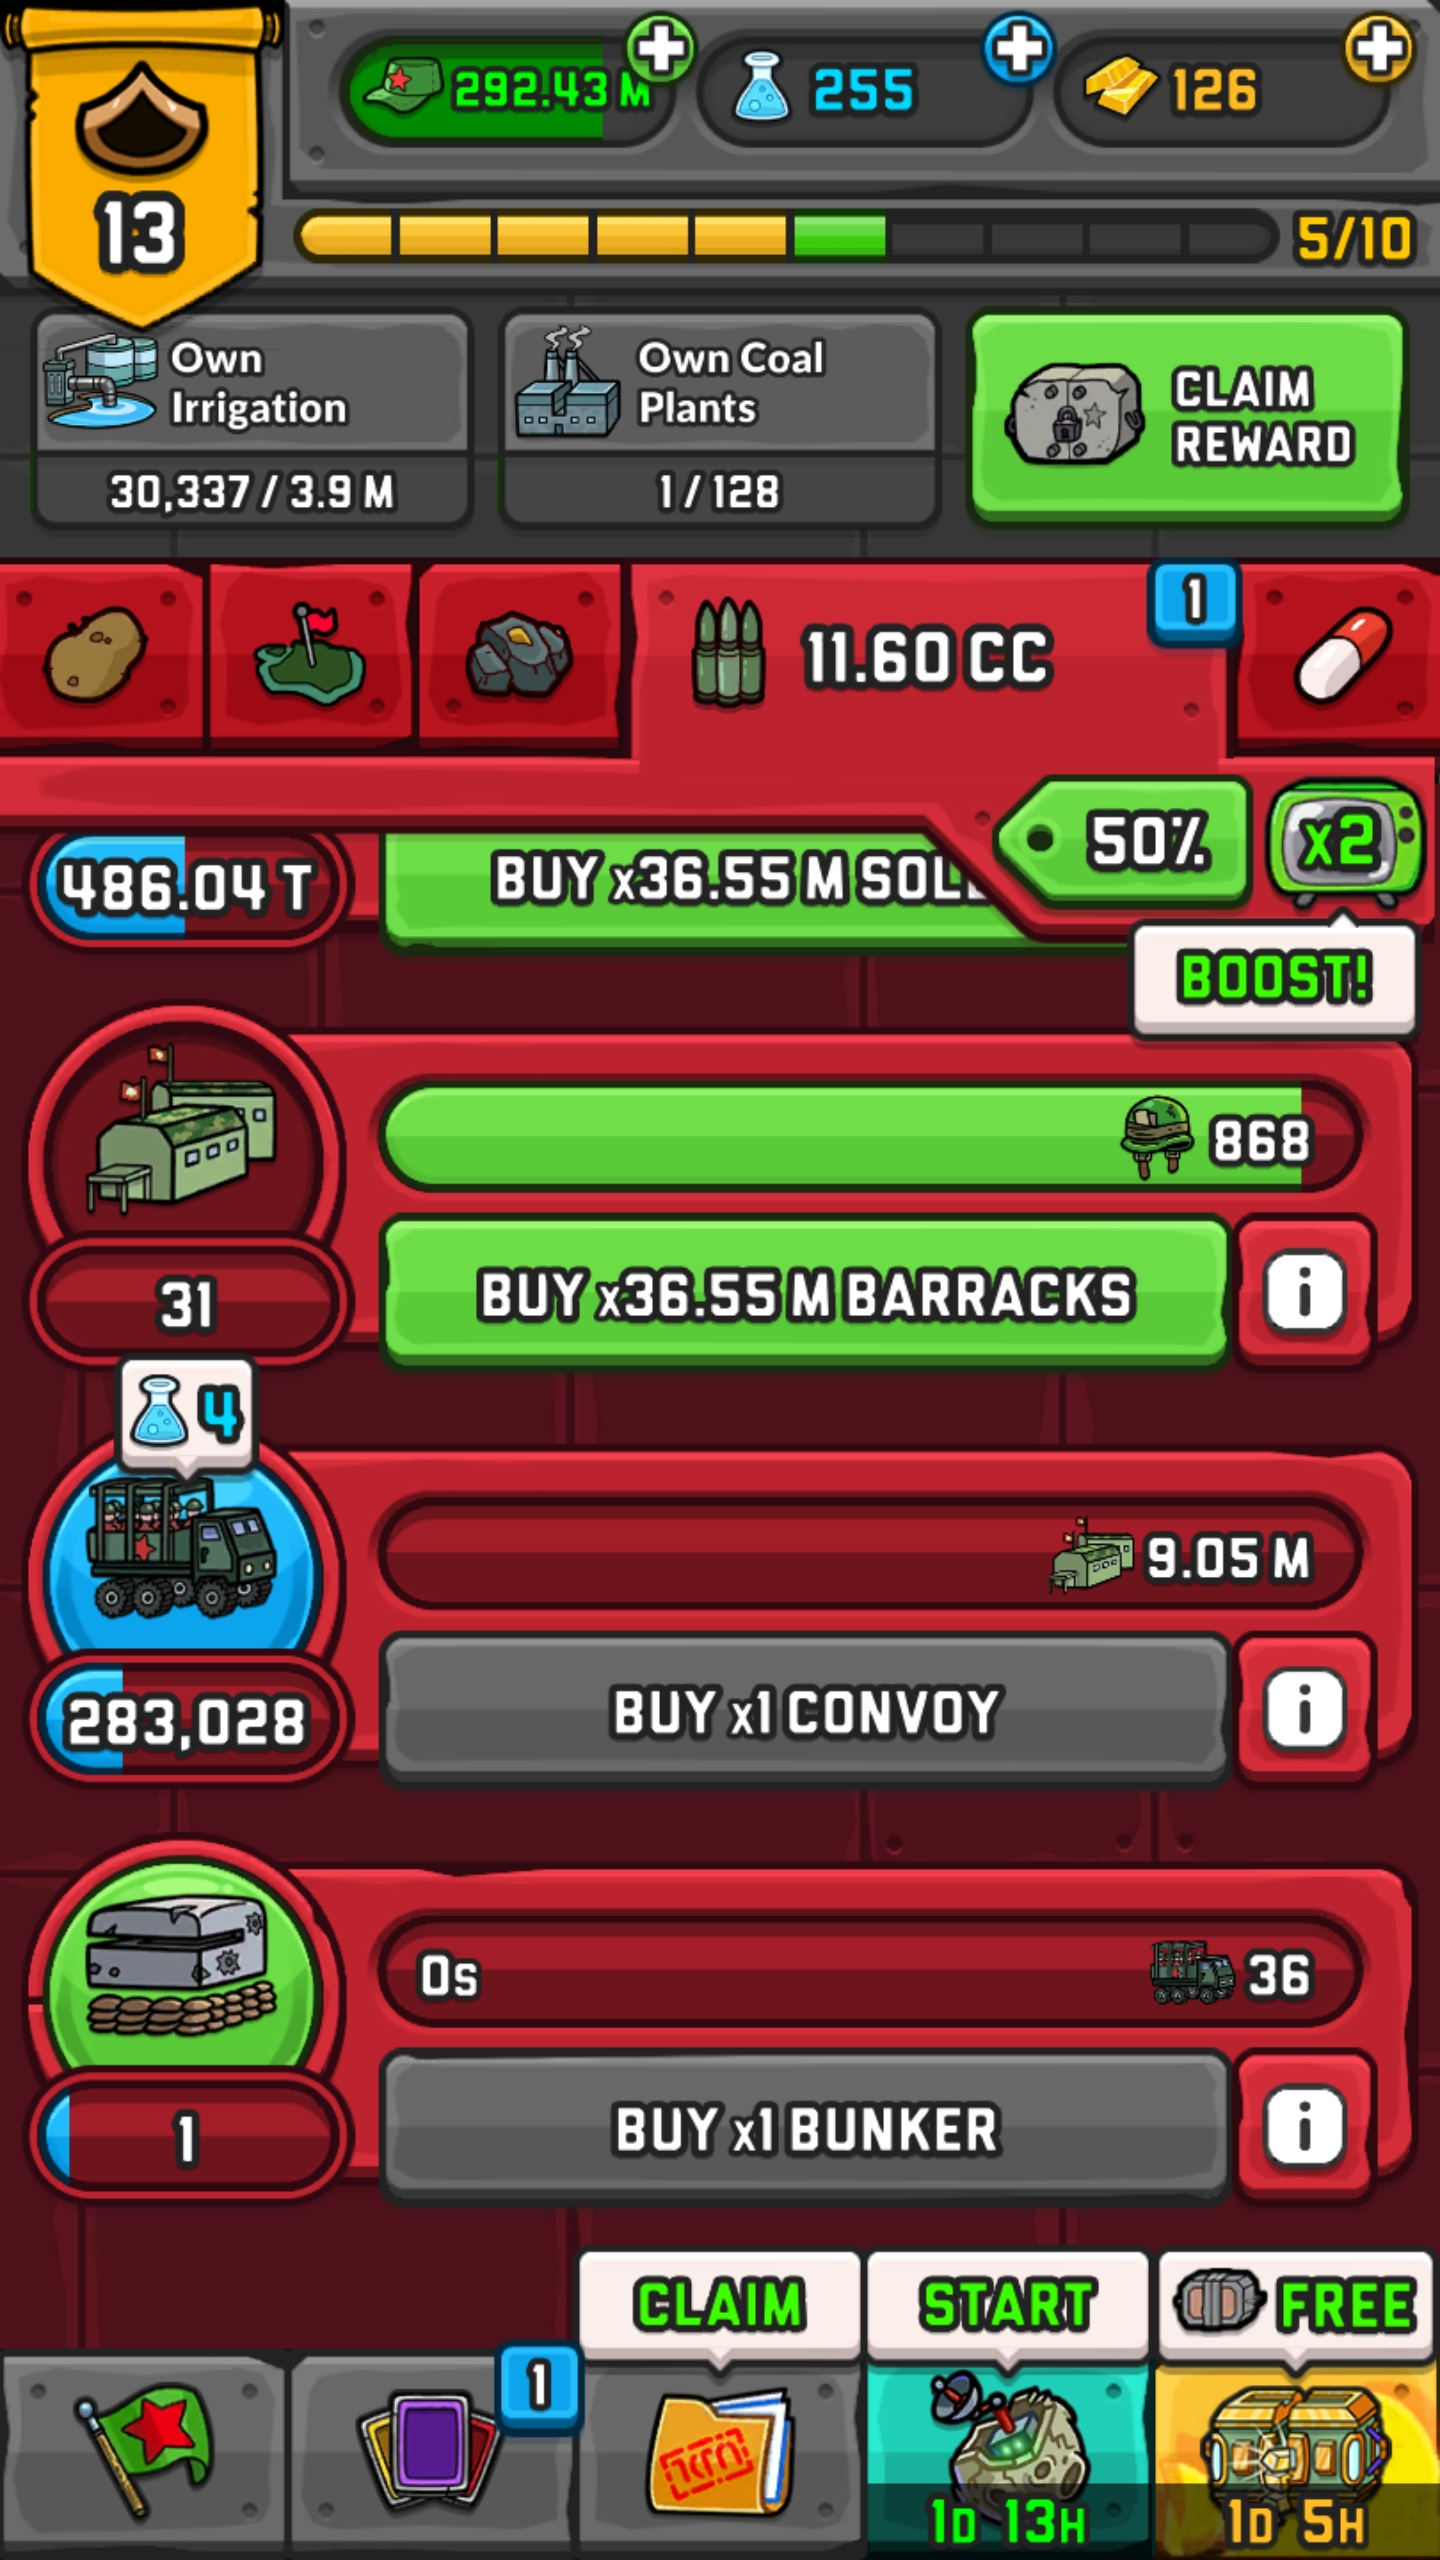 292.43 M
255
126
13
5/10
Own
Irrigation
30,337 / 3.9 M
Own Coal
Plants
1 / 128
CLAIM
REWARD
11.60 CC
1
50%
x2
BOOST!
486.04 T
BUY x36.55 M SOL
868
31
BUY x36.55 M BARRACKS
4
9.05 M
283,028
BUY x1 CONVOY
0s
36
1
BUY x1 BUNKER
CLAIM
START
FREE
1
1D 13H
1D 5H